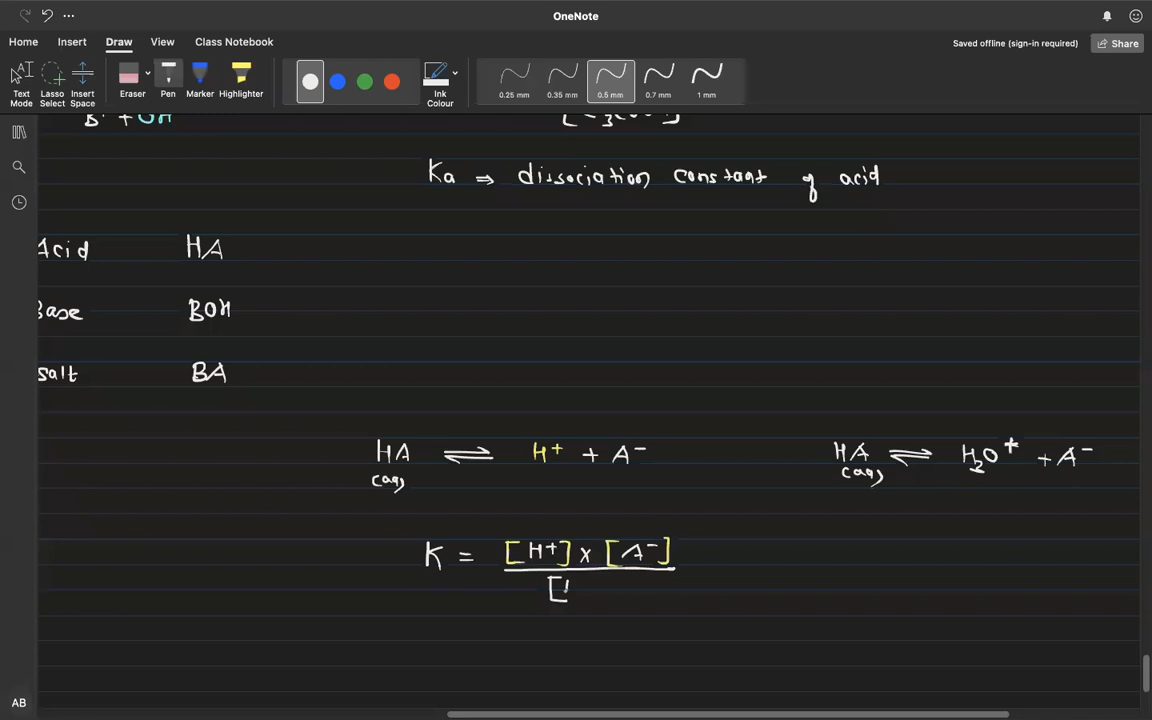 OneNote
Home Insert Draw View Class Notebook
Saved offline (sign-in required) Share
Text Mode Lasso Select Insert Space Eraser Pen Marker Highlighter Ink Colour 0.25 mm 0.35 mm 0.5 mm 0.7 mm 1 mm
B+ + OH
Ka ⇒ dissociation constant of acid
Acid HA
Base BOH
Salt BA
HA ⇌ H+ + A- HA ⇌ H3O+ + A-
(aq) (aq)
K = [H+] x [A-]
[
AB